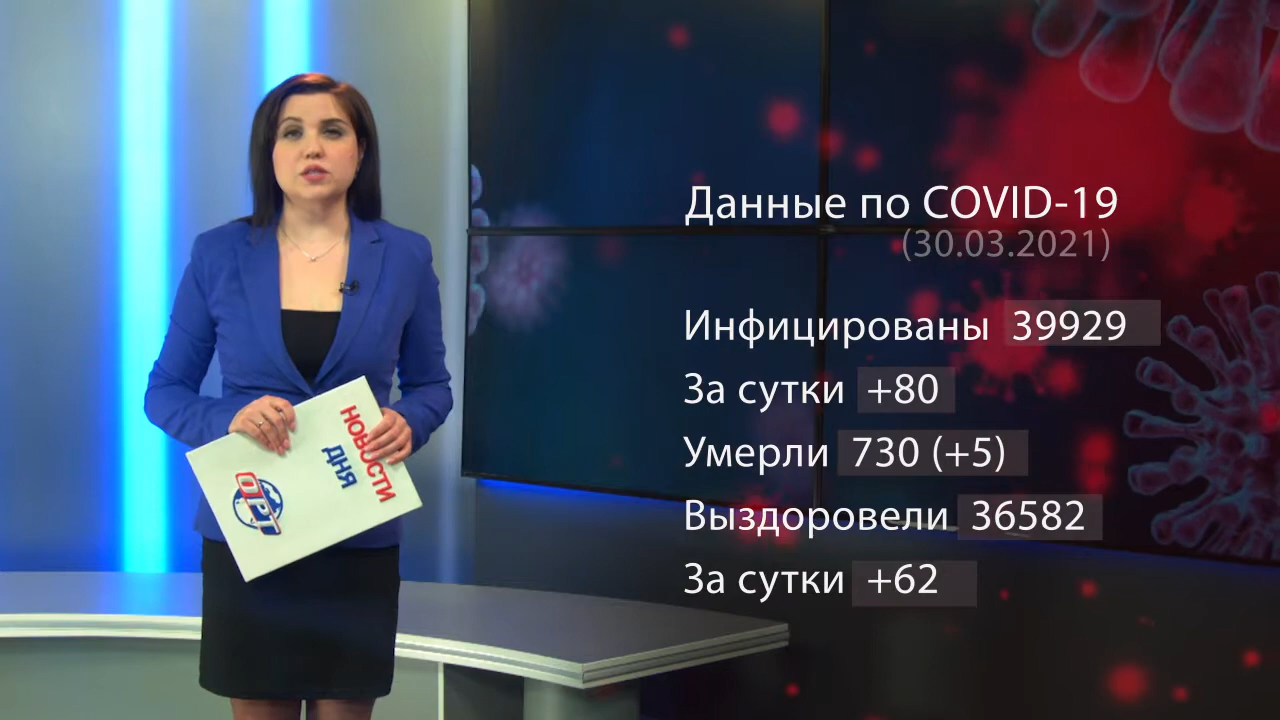 Данные по COVID-19
(30.03.2021)
Инфицированы 39929
За сутки +80
Умерли 730 (+5)
Выздоровели 36582
За сутки +62
НОВОСТИ
ДНЯ
ОРТ